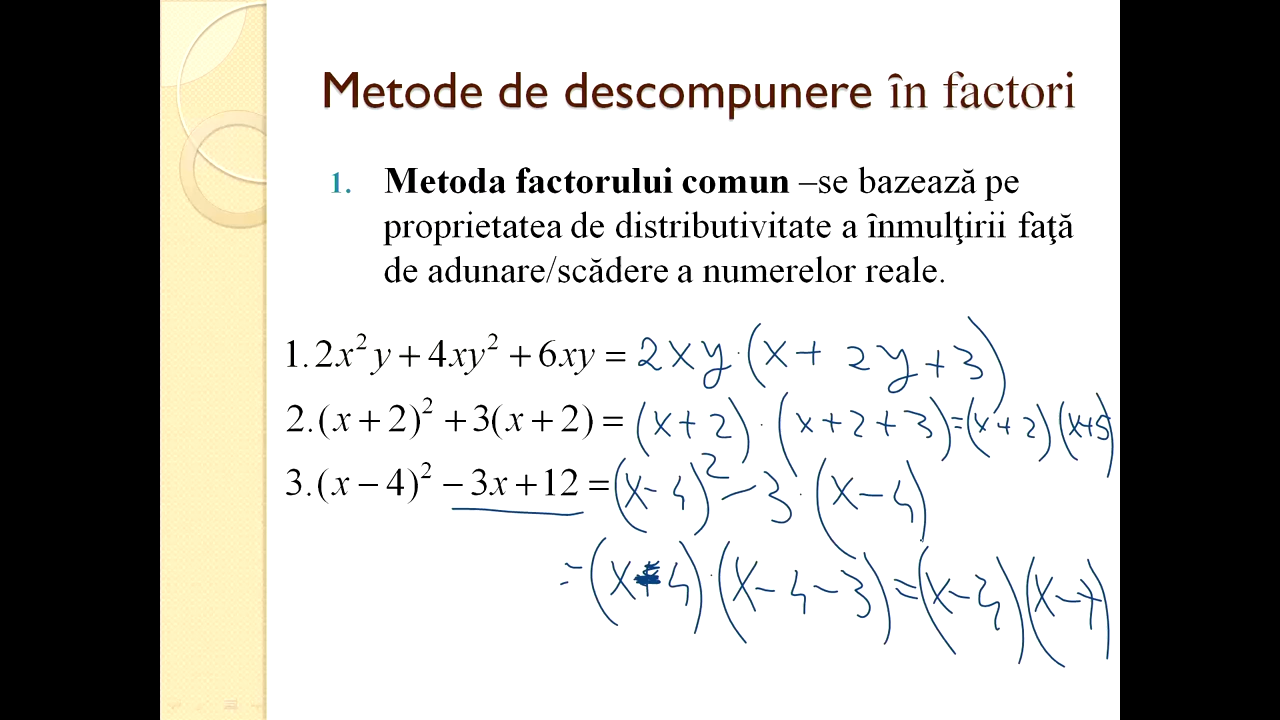 Metode de descompunere în factori
1. Metoda factorului comun –se bazează pe
proprietatea de distributivitate a înmulţirii faţă
de adunare/scădere a numerelor reale.
1. 2x²y + 4xy² + 6xy = 2xy · (x + 2y + 3)
2. (x + 2)² + 3(x + 2) = (x + 2) · (x + 2 + 3) = (x + 2)(x + 5)
3. (x − 4)² − 3x + 12 = (x − 4)² − 3 · (x − 4)
= (x − 4) · (x − 4 − 3) = (x − 4)(x − 7)